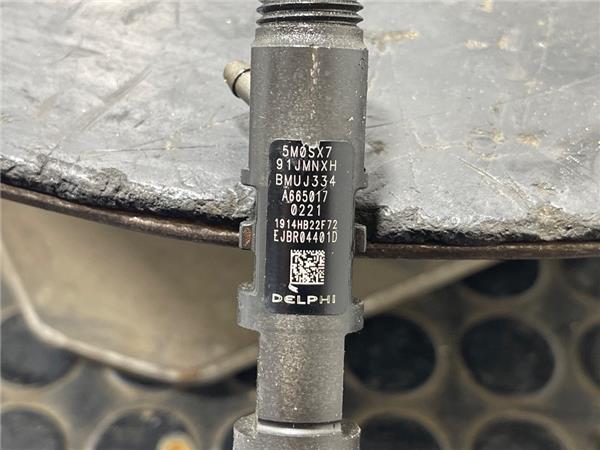 5M0SX7
91JMNXH
BMUJ334
A665017
0221
1914HB22F72
EJBR04401D
DELPHI